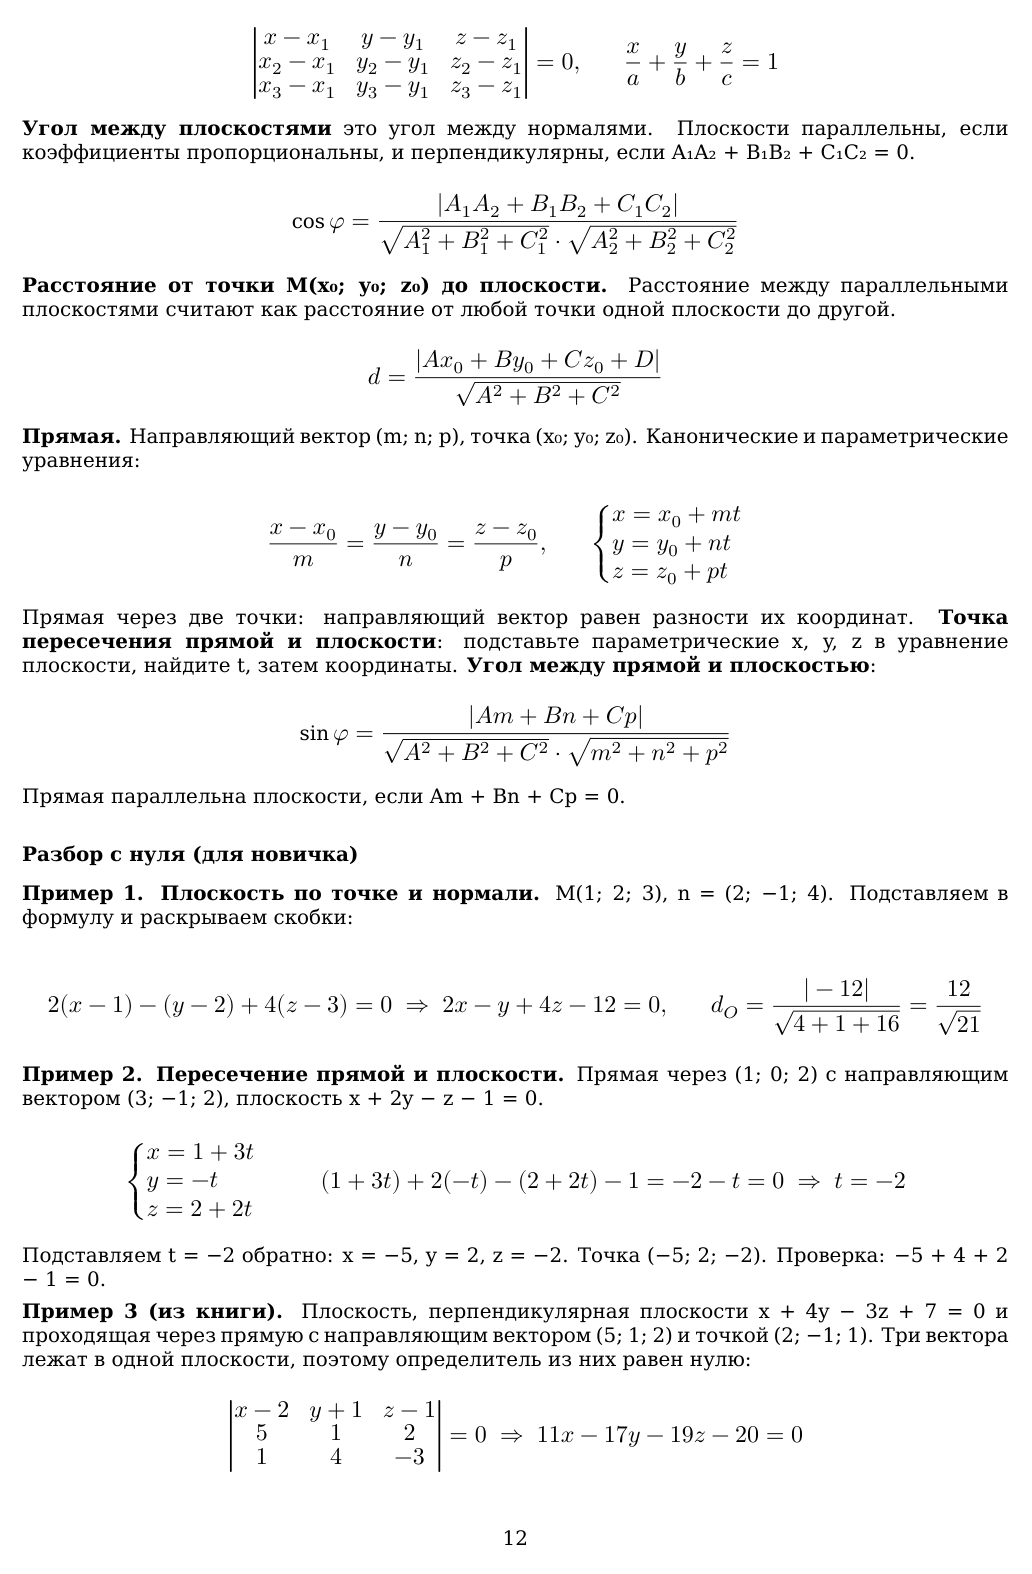 | x − x₁  y − y₁  z − z₁ |
| x₂ − x₁  y₂ − y₁  z₂ − z₁ | = 0,  x/a + y/b + z/c = 1
| x₃ − x₁  y₃ − y₁  z₃ − z₁ |
Угол между плоскостями это угол между нормалями. Плоскости параллельны, если
коэффициенты пропорциональны, и перпендикулярны, если A₁A₂ + B₁B₂ + C₁C₂ = 0.
cos φ = |A₁A₂ + B₁B₂ + C₁C₂| / (√(A₁² + B₁² + C₁²) · √(A₂² + B₂² + C₂²))
Расстояние от точки M(x₀; y₀; z₀) до плоскости. Расстояние между параллельными
плоскостями считают как расстояние от любой точки одной плоскости до другой.
d = |Ax₀ + By₀ + Cz₀ + D| / √(A² + B² + C²)
Прямая. Направляющий вектор (m; n; p), точка (x₀; y₀; z₀). Канонические и параметрические
уравнения:
(x − x₀)/m = (y − y₀)/n = (z − z₀)/p,  { x = x₀ + mt
y = y₀ + nt
z = z₀ + pt
Прямая через две точки: направляющий вектор равен разности их координат. Точка
пересечения прямой и плоскости: подставьте параметрические x, y, z в уравнение
плоскости, найдите t, затем координаты. Угол между прямой и плоскостью:
sin φ = |Am + Bn + Cp| / (√(A² + B² + C²) · √(m² + n² + p²))
Прямая параллельна плоскости, если Am + Bn + Cp = 0.
Разбор с нуля (для новичка)
Пример 1. Плоскость по точке и нормали. M(1; 2; 3), n = (2; −1; 4). Подставляем в
формулу и раскрываем скобки:
2(x − 1) − (y − 2) + 4(z − 3) = 0 ⇒ 2x − y + 4z − 12 = 0,  d_O = |−12| / √(4 + 1 + 16) = 12/√21
Пример 2. Пересечение прямой и плоскости. Прямая через (1; 0; 2) с направляющим
вектором (3; −1; 2), плоскость x + 2y − z − 1 = 0.
{ x = 1 + 3t
y = −t  (1 + 3t) + 2(−t) − (2 + 2t) − 1 = −2 − t = 0 ⇒ t = −2
z = 2 + 2t
Подставляем t = −2 обратно: x = −5, y = 2, z = −2. Точка (−5; 2; −2). Проверка: −5 + 4 + 2
− 1 = 0.
Пример 3 (из книги). Плоскость, перпендикулярная плоскости x + 4y − 3z + 7 = 0 и
проходящая через прямую с направляющим вектором (5; 1; 2) и точкой (2; −1; 1). Три вектора
лежат в одной плоскости, поэтому определитель из них равен нулю:
| x − 2  y + 1  z − 1 |
| 5  1  2 | = 0 ⇒ 11x − 17y − 19z − 20 = 0
| 1  4  −3 |
12